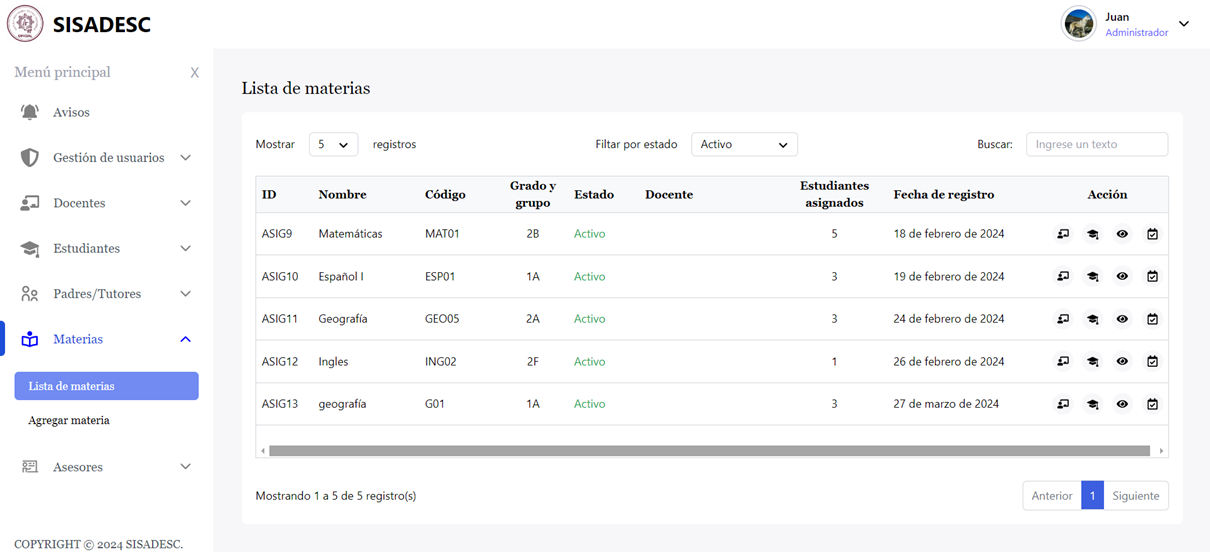 SISADESC
Juan
Administrador
Menú principal
X
Avisos
Gestión de usuarios
Docentes
Estudiantes
Padres/Tutores
Materias
Lista de materias
Agregar materia
Asesores
COPYRIGHT © 2024 SISADESC.
Lista de materias
Mostrar 5 registros
Filtar por estado Activo
Buscar: Ingrese un texto
ID Nombre Código Grado y grupo Estado Docente Estudiantes asignados Fecha de registro Acción
ASIG9 Matemáticas MAT01 2B Activo 5 18 de febrero de 2024
ASIG10 Español I ESP01 1A Activo 3 19 de febrero de 2024
ASIG11 Geografía GEO05 2A Activo 3 24 de febrero de 2024
ASIG12 Ingles ING02 2F Activo 1 26 de febrero de 2024
ASIG13 geografía G01 1A Activo 3 27 de marzo de 2024
Mostrando 1 a 5 de 5 registro(s)
Anterior 1 Siguiente